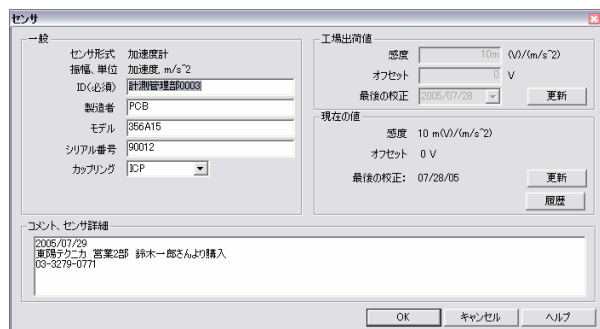 センサ
一般
センサ形式 加速度計
振幅、単位 加速度, m/s^2
ID(必須) 計測管理部0003
製造者 PCB
モデル 356A15
シリアル番号 90012
カップリング ICP
工場出荷値
感度 10m (V)/(m/s^2)
オフセット 0 V
最後の校正 2005/07/28 更新
現在の値
感度 10 m(V)/(m/s^2)
オフセット 0 V
最後の校正: 07/28/05 更新
履歴
コメント、センサ詳細
2005/07/29
東陽テクニカ 営業2部 鈴木一郎さんより購入
03-3279-0771
OK キャンセル ヘルプ